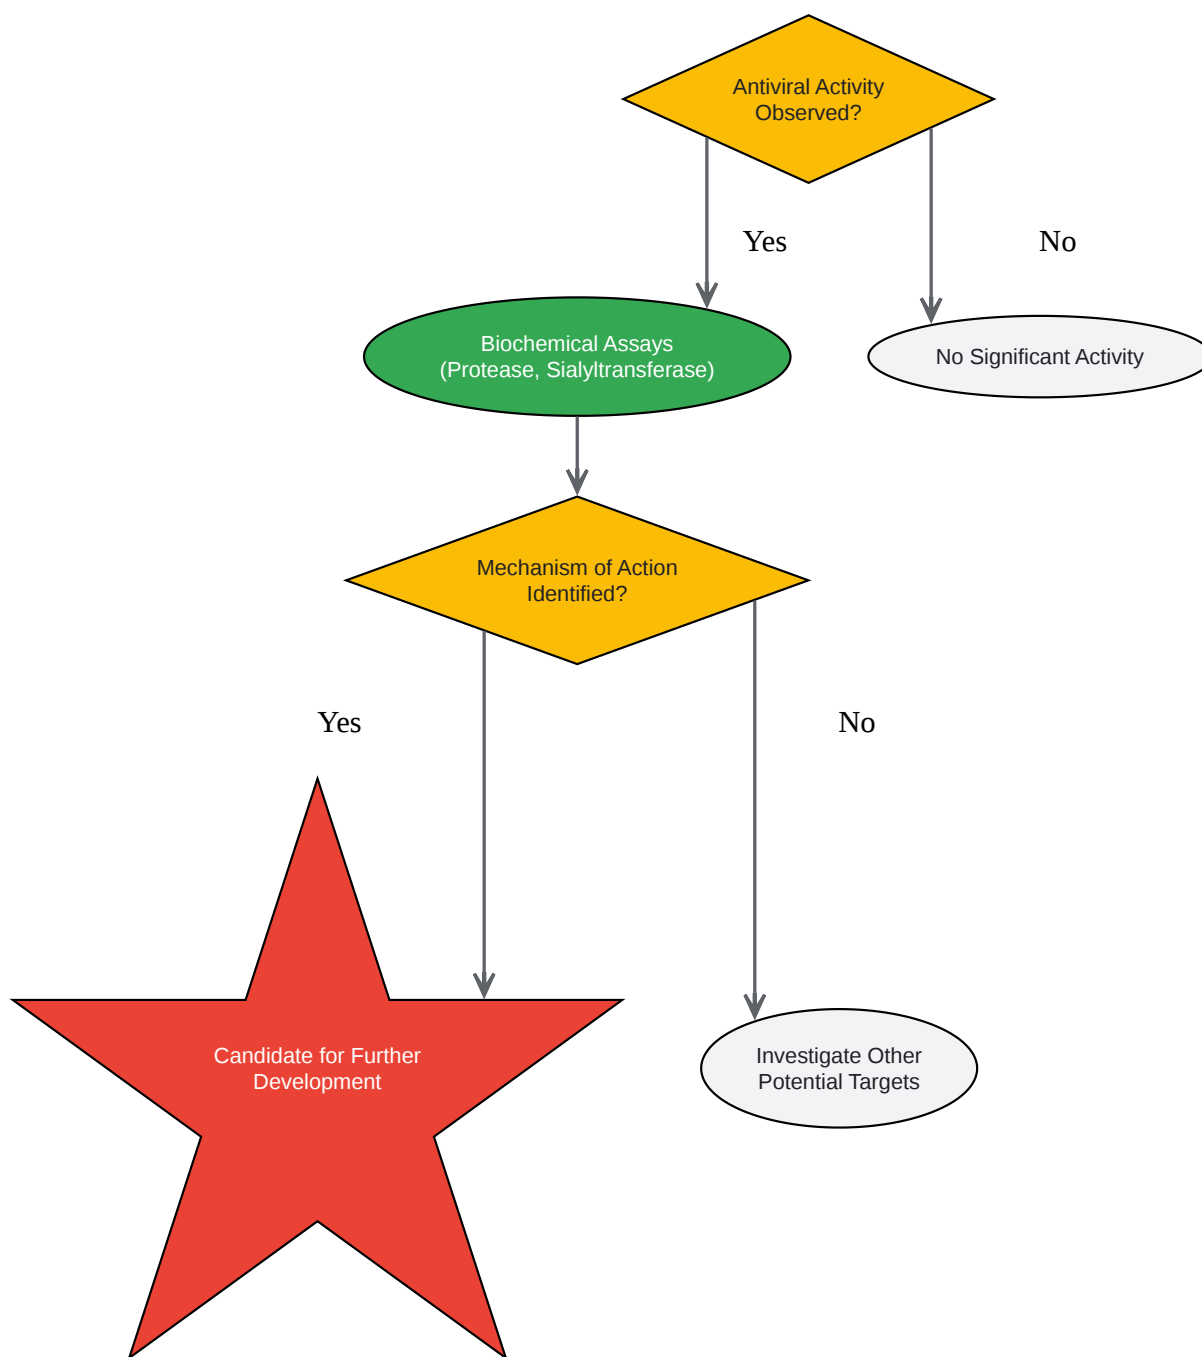 Antiviral Activity
Observed?
Yes
No
Biochemical Assays
(Protease, Sialyltransferase)
No Significant Activity
Mechanism of Action
Identified?
Yes
No
Candidate for Further
Development
Investigate Other
Potential Targets